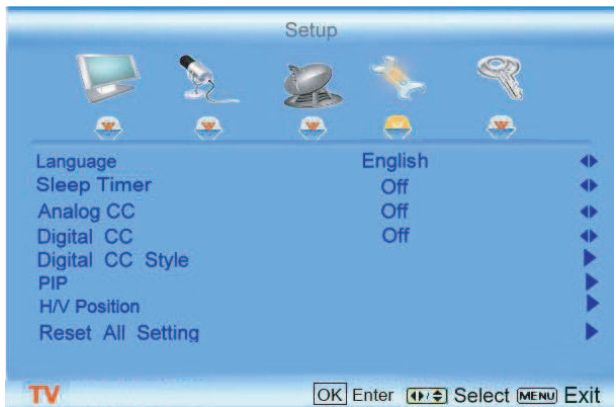 Setup
Language English
Sleep Timer Off
Analog CC Off
Digital CC Off
Digital CC Style
PIP
H/V Position
Reset All Setting
TV OK Enter Select MENU Exit